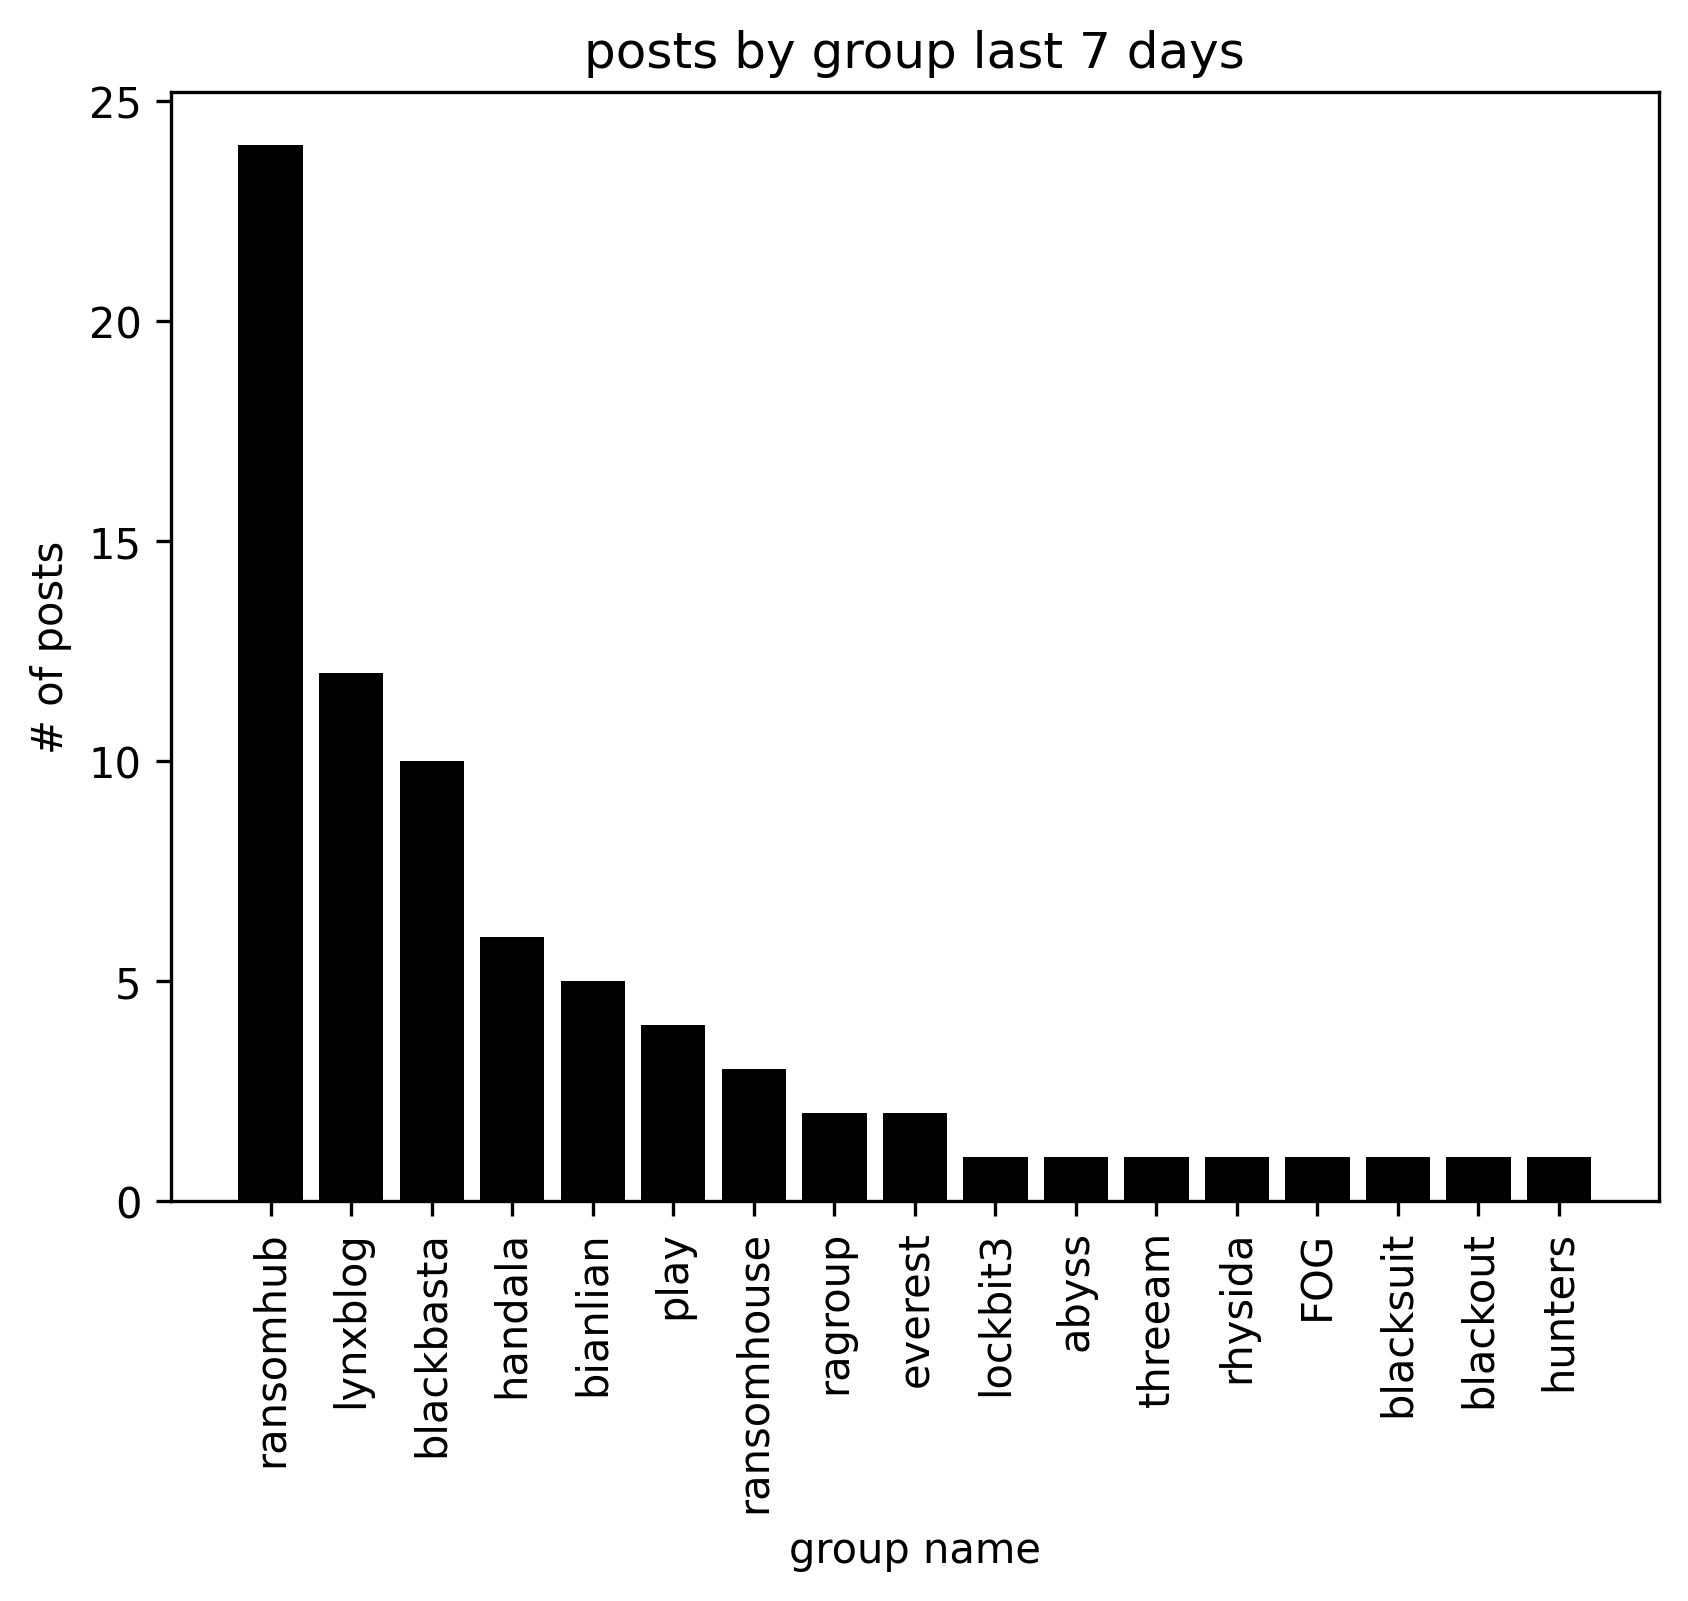 posts by group last 7 days
25
20
15
10
5
0
# of posts
ransomhub
lynxblog
blackbasta
handala
bianlian
play
ransomhouse
ragroup
everest
lockbit3
abyss
threeam
rhysida
FOG
blacksuit
blackout
hunters
group name